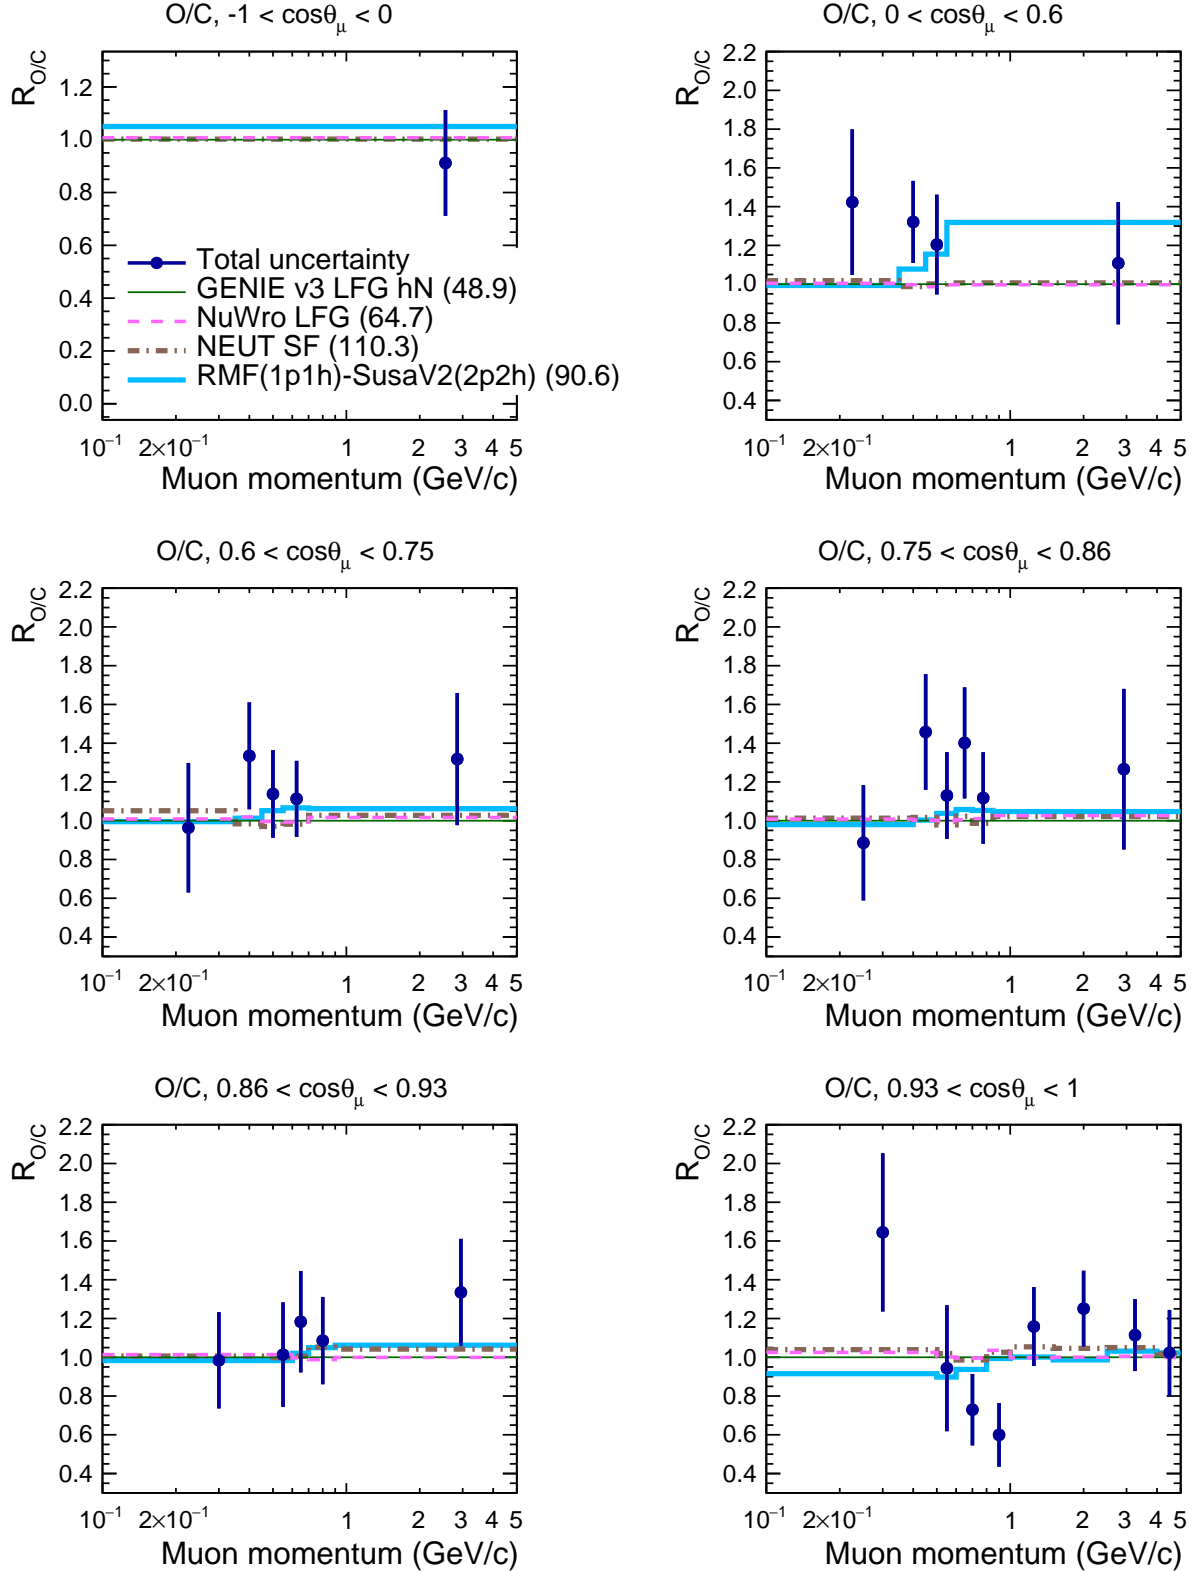 O/C, -1 < cosθμ < 0
R_O/C
1.2
1.0
0.8
0.6
0.4
0.2
0.0
Total uncertainty
GENIE v3 LFG hN (48.9)
NuWro LFG (64.7)
NEUT SF (110.3)
RMF(1p1h)-SusaV2(2p2h) (90.6)
10⁻¹ 2×10⁻¹ 1 2 3 4 5
Muon momentum (GeV/c)
O/C, 0 < cosθμ < 0.6
R_O/C
2.2
2.0
1.8
1.6
1.4
1.2
1.0
0.8
0.6
0.4
10⁻¹ 2×10⁻¹ 1 2 3 4 5
Muon momentum (GeV/c)
O/C, 0.6 < cosθμ < 0.75
R_O/C
2.2
2.0
1.8
1.6
1.4
1.2
1.0
0.8
0.6
0.4
10⁻¹ 2×10⁻¹ 1 2 3 4 5
Muon momentum (GeV/c)
O/C, 0.75 < cosθμ < 0.86
R_O/C
2.2
2.0
1.8
1.6
1.4
1.2
1.0
0.8
0.6
0.4
10⁻¹ 2×10⁻¹ 1 2 3 4 5
Muon momentum (GeV/c)
O/C, 0.86 < cosθμ < 0.93
R_O/C
2.2
2.0
1.8
1.6
1.4
1.2
1.0
0.8
0.6
0.4
10⁻¹ 2×10⁻¹ 1 2 3 4 5
Muon momentum (GeV/c)
O/C, 0.93 < cosθμ < 1
R_O/C
2.2
2.0
1.8
1.6
1.4
1.2
1.0
0.8
0.6
0.4
10⁻¹ 2×10⁻¹ 1 2 3 4 5
Muon momentum (GeV/c)